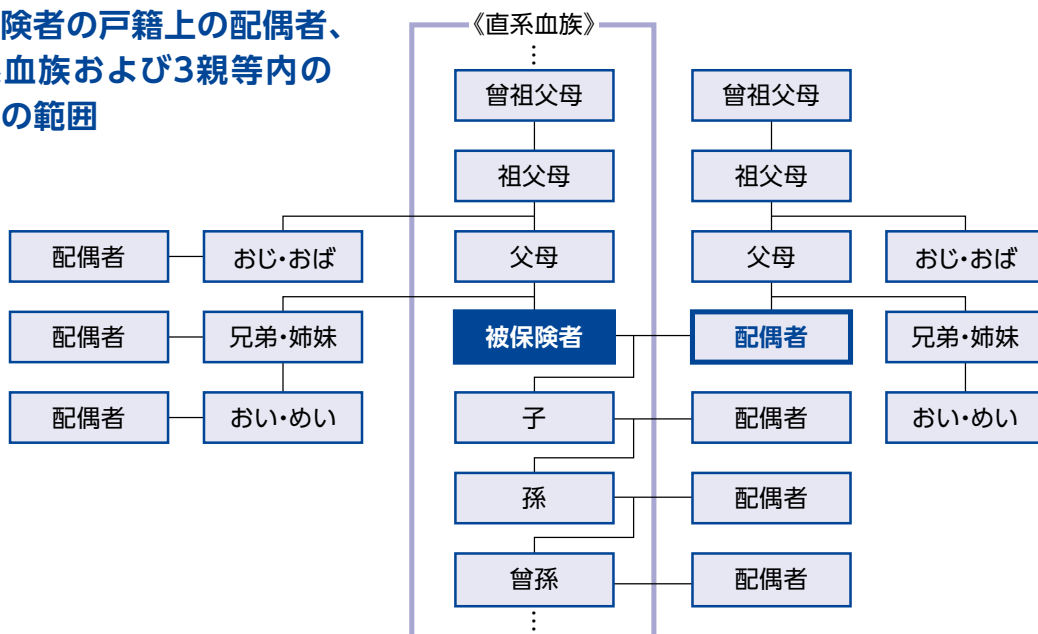 険者の戸籍上の配偶者、
血族および3親等内の
の範囲
《直系血族》
⋮
曾祖父母 曾祖父母
祖父母 祖父母
配偶者 おじ・おば 父母 父母 おじ・おば
配偶者 兄弟・姉妹 被保険者 配偶者 兄弟・姉妹
配偶者 おい・めい 子 配偶者 おい・めい
孫 配偶者
曾孫 配偶者
⋮